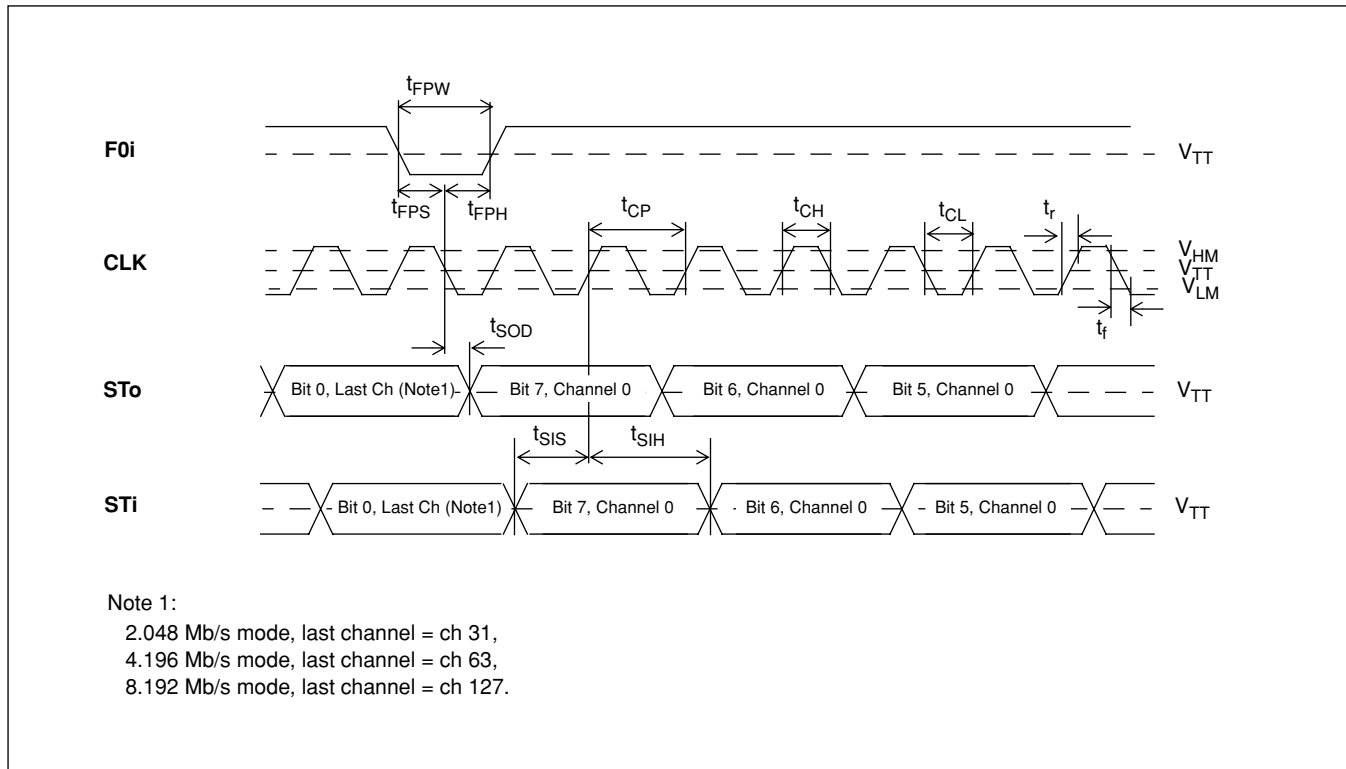 tFPW
F0i
VTT
tFPS
tFPH
tCP
tCH
tCL
tr
CLK
VHM
VTT
VLM
tf
tSOD
STo
Bit 0, Last Ch (Note1)
Bit 7, Channel 0
Bit 6, Channel 0
Bit 5, Channel 0
VTT
tSIS
tSIH
STi
Bit 0, Last Ch (Note1)
Bit 7, Channel 0
Bit 6, Channel 0
Bit 5, Channel 0
VTT
Note 1:
2.048 Mb/s mode, last channel = ch 31,
4.196 Mb/s mode, last channel = ch 63,
8.192 Mb/s mode, last channel = ch 127.